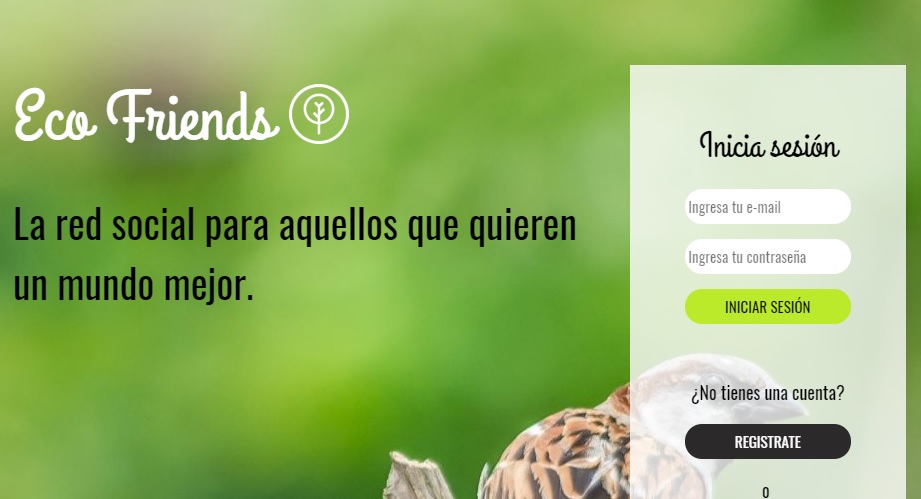 Eco Friends
La red social para aquellos que quieren
un mundo mejor.
Inicia sesión
Ingresa tu e-mail
Ingresa tu contraseña
INICIAR SESIÓN
¿No tienes una cuenta?
REGISTRATE
o